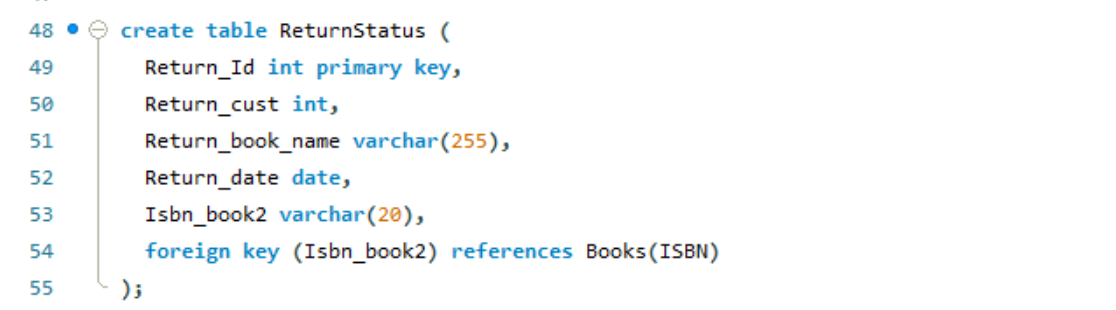 48 create table ReturnStatus (
49 Return_Id int primary key,
50 Return_cust int,
51 Return_book_name varchar(255),
52 Return_date date,
53 Isbn_book2 varchar(20),
54 foreign key (Isbn_book2) references Books(ISBN)
55 );